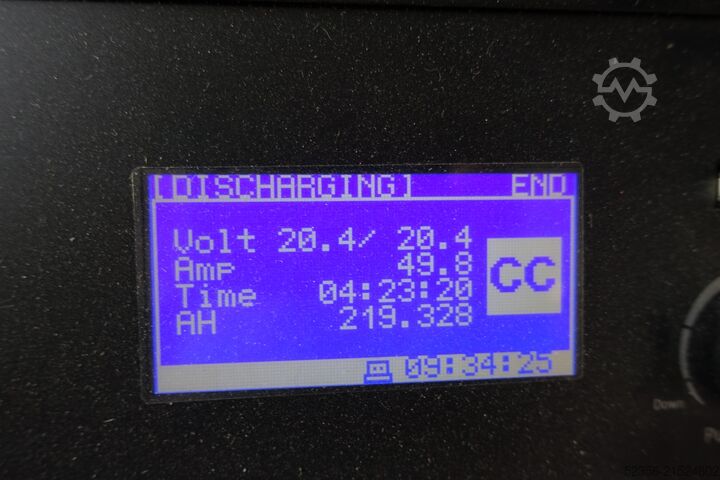 [DISCHARGING] END
Volt 20.4/ 20.4
Amp 49.8
CC
Time 04:23:20
AH 219.328
09:34:25
Down